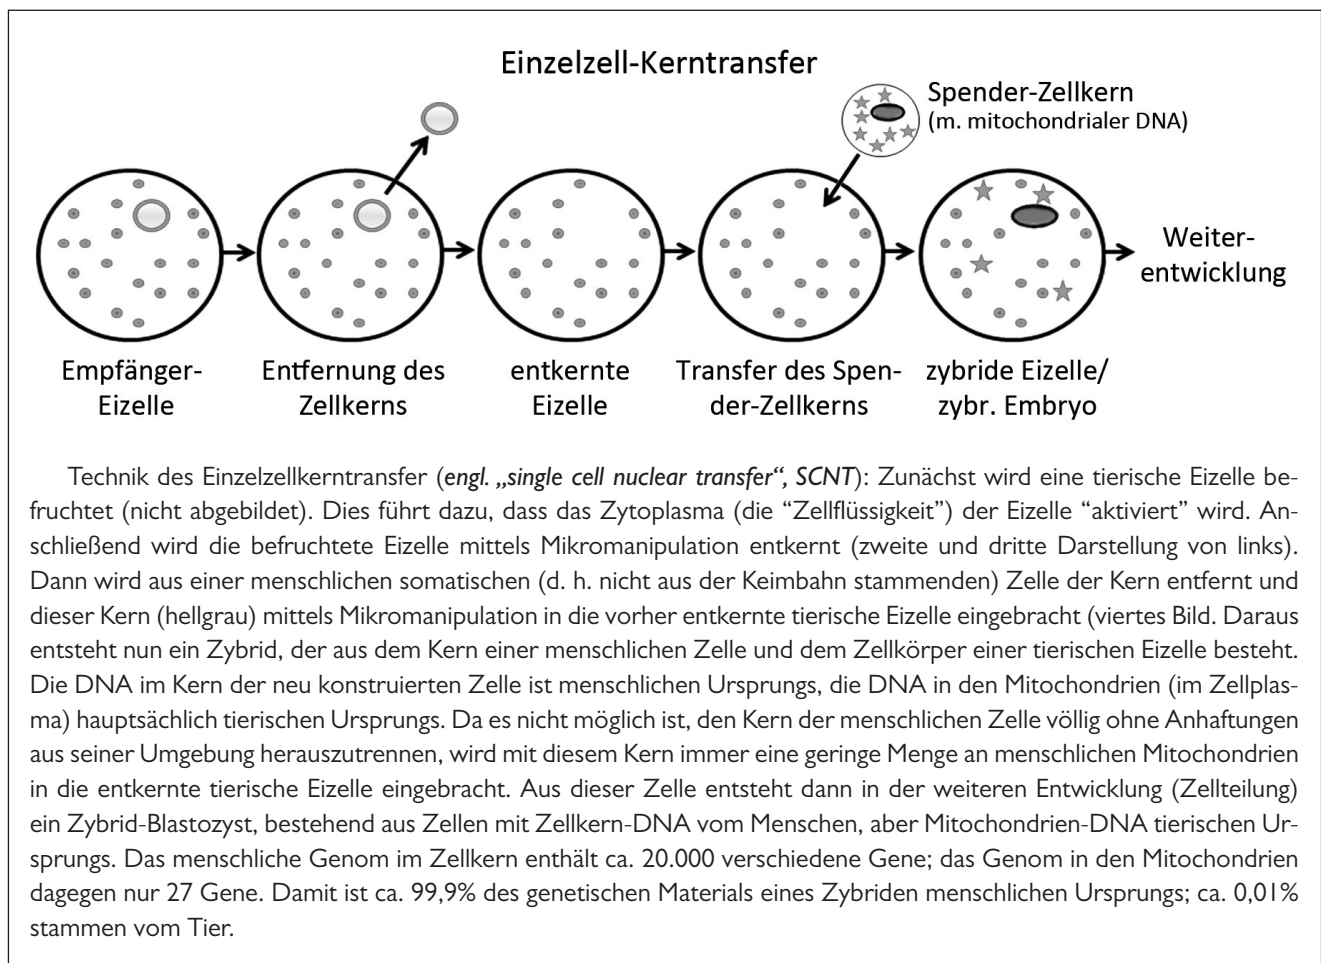 Einzelzell-Kerntransfer
Spender-Zellkern
(m. mitochondrialer DNA)
Weiter-
entwicklung
Empfänger-
Eizelle
Entfernung des
Zellkerns
entkernte
Eizelle
Transfer des Spen-
der-Zellkerns
zybride Eizelle/
zybr. Embryo
Technik des Einzelzellkerntransfer (engl. „single cell nuclear transfer“, SCNT): Zunächst wird eine tierische Eizelle be-
fruchtet (nicht abgebildet). Dies führt dazu, dass das Zytoplasma (die “Zellflüssigkeit”) der Eizelle “aktiviert” wird. An-
schließend wird die befruchtete Eizelle mittels Mikromanipulation entkernt (zweite und dritte Darstellung von links).
Dann wird aus einer menschlichen somatischen (d. h. nicht aus der Keimbahn stammenden) Zelle der Kern entfernt und
dieser Kern (hellgrau) mittels Mikromanipulation in die vorher entkernte tierische Eizelle eingebracht (viertes Bild. Daraus
entsteht nun ein Zybrid, der aus dem Kern einer menschlichen Zelle und dem Zellkörper einer tierischen Eizelle besteht.
Die DNA im Kern der neu konstruierten Zelle ist menschlichen Ursprungs, die DNA in den Mitochondrien (im Zellplas-
ma) hauptsächlich tierischen Ursprungs. Da es nicht möglich ist, den Kern der menschlichen Zelle völlig ohne Anhaftungen
aus seiner Umgebung herauszutrennen, wird mit diesem Kern immer eine geringe Menge an menschlichen Mitochondrien
in die entkernte tierische Eizelle eingebracht. Aus dieser Zelle entsteht dann in der weiteren Entwicklung (Zellteilung)
ein Zybrid-Blastozyst, bestehend aus Zellen mit Zellkern-DNA vom Menschen, aber Mitochondrien-DNA tierischen Ur-
sprungs. Das menschliche Genom im Zellkern enthält ca. 20.000 verschiedene Gene; das Genom in den Mitochondrien
dagegen nur 27 Gene. Damit ist ca. 99,9% des genetischen Materials eines Zybriden menschlichen Ursprungs; ca. 0,01%
stammen vom Tier.